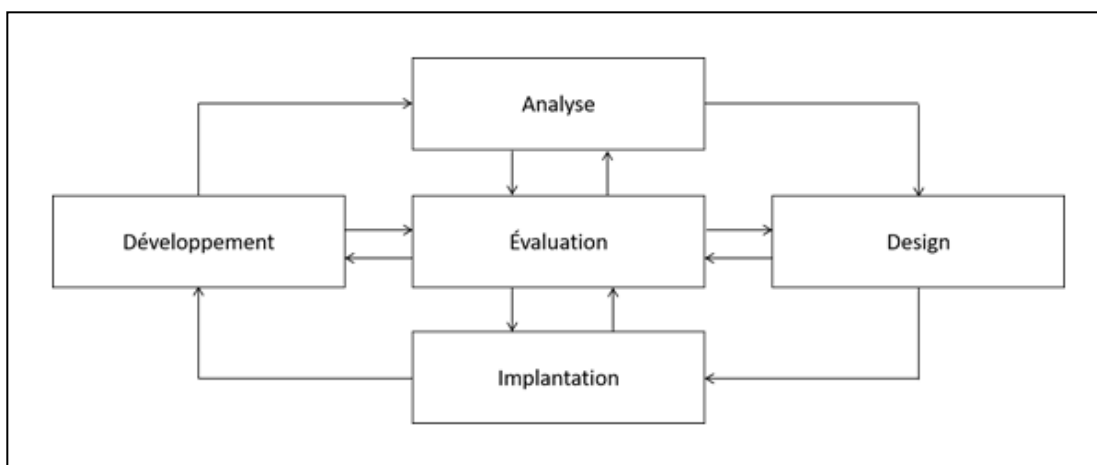 Analyse
Développement
Évaluation
Design
Implantation